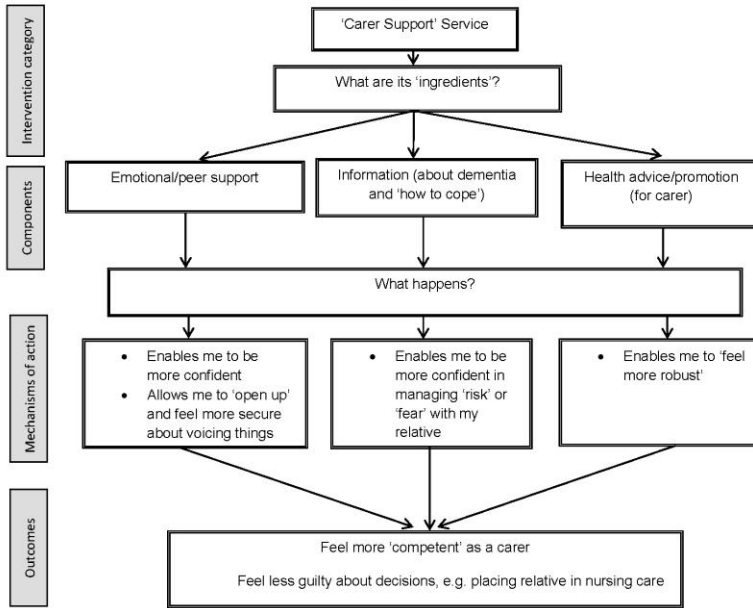 Intervention category
'Carer Support' Service
What are its 'ingredients'?
Components
Emotional/peer support
Information (about dementia
and 'how to cope')
Health advice/promotion
(for carer)
What happens?
Mechanisms of action
• Enables me to be
more confident
• Allows me to 'open up'
and feel more secure
about voicing things
• Enables me to be
more confident in
managing 'risk' or
'fear' with my
relative
• Enables me to 'feel
more robust'
Outcomes
Feel more 'competent' as a carer
Feel less guilty about decisions, e.g. placing relative in nursing care